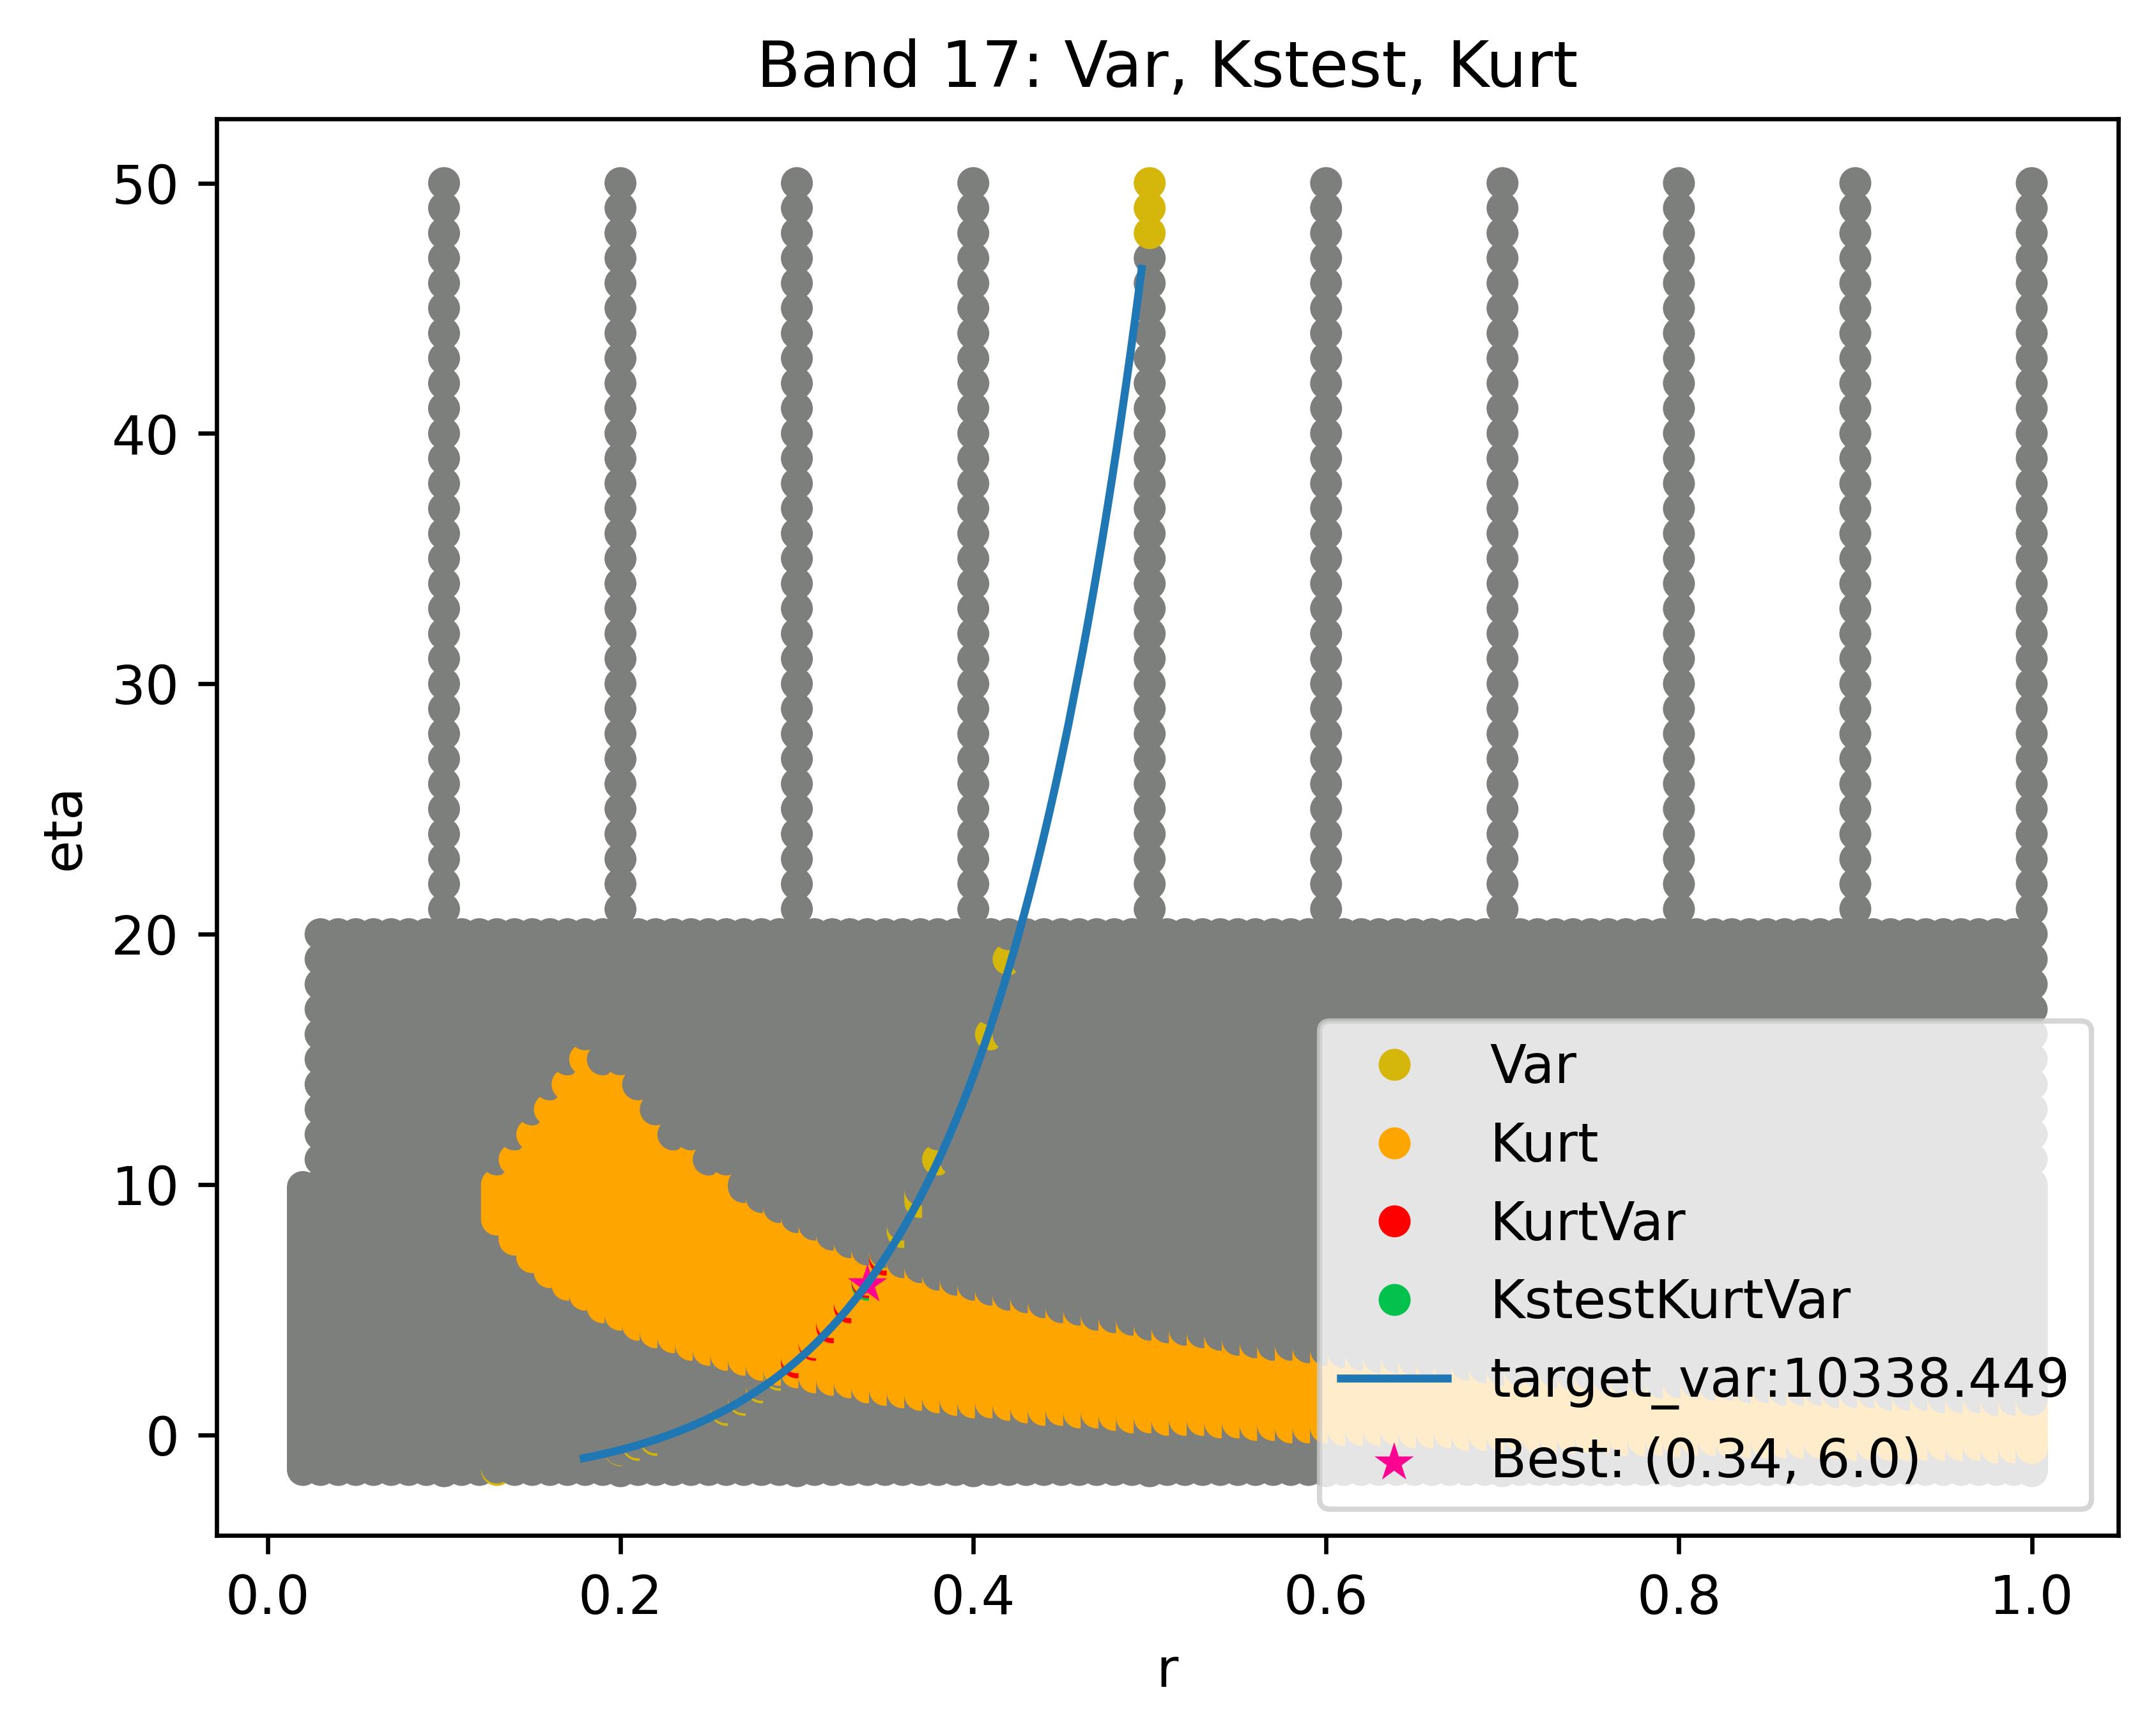 Band 17: Var, Kstest, Kurt
50
40
30
20
10
0
eta
0.0 0.2 0.4 0.6 0.8 1.0
r
Var
Kurt
KurtVar
KstestKurtVar
target_var:10338.449
Best: (0.34, 6.0)